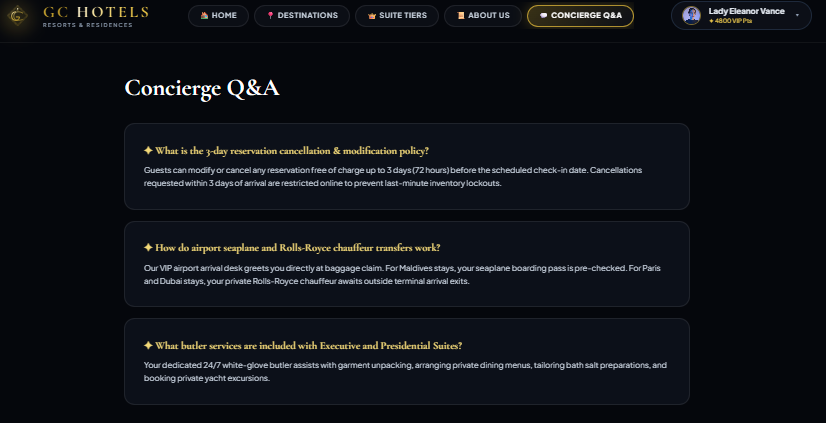 GC HOTELS
RESORTS & RESIDENCES
HOME
DESTINATIONS
SUITE TIERS
ABOUT US
CONCIERGE Q&A
Lady Eleanor Vance
✦ 4800 VIP Pts
Concierge Q&A
✦ What is the 3-day reservation cancellation & modification policy?
Guests can modify or cancel any reservation free of charge up to 3 days (72 hours) before the scheduled check-in date. Cancellations
requested within 3 days of arrival are restricted online to prevent last-minute inventory lockouts.
✦ How do airport seaplane and Rolls-Royce chauffeur transfers work?
Our VIP airport arrival desk greets you directly at baggage claim. For Maldives stays, your seaplane boarding pass is pre-checked. For Paris
and Dubai stays, your private Rolls-Royce chauffeur awaits outside terminal arrival exits.
✦ What butler services are included with Executive and Presidential Suites?
Your dedicated 24/7 white-glove butler assists with garment unpacking, arranging private dining menus, tailoring bath salt preparations, and
booking private yacht excursions.